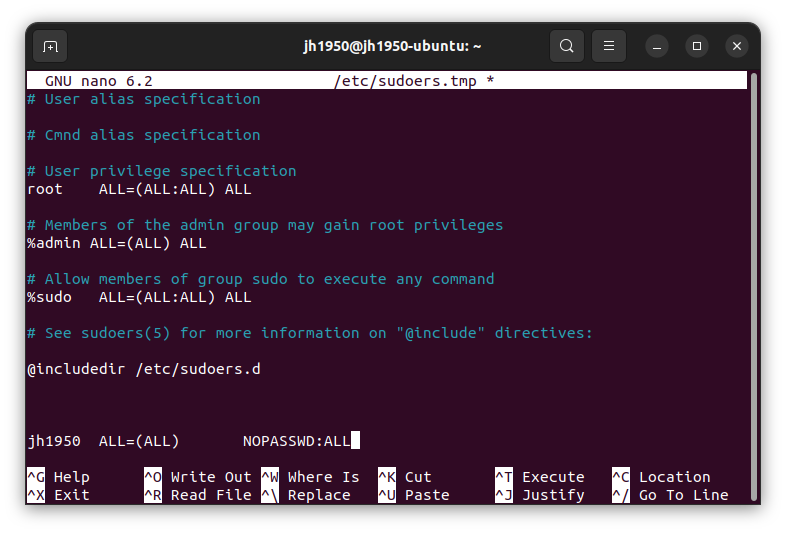 jh1950@jh1950-ubuntu: ~
GNU nano 6.2 /etc/sudoers.tmp *
# User alias specification
# Cmnd alias specification
# User privilege specification
root ALL=(ALL:ALL) ALL
# Members of the admin group may gain root privileges
%admin ALL=(ALL) ALL
# Allow members of group sudo to execute any command
%sudo ALL=(ALL:ALL) ALL
# See sudoers(5) for more information on "@include" directives:
@includedir /etc/sudoers.d
jh1950 ALL=(ALL) NOPASSWD:ALL
^G Help ^O Write Out ^W Where Is ^K Cut ^T Execute ^C Location
^X Exit ^R Read File ^\ Replace ^U Paste ^J Justify ^/ Go To Line